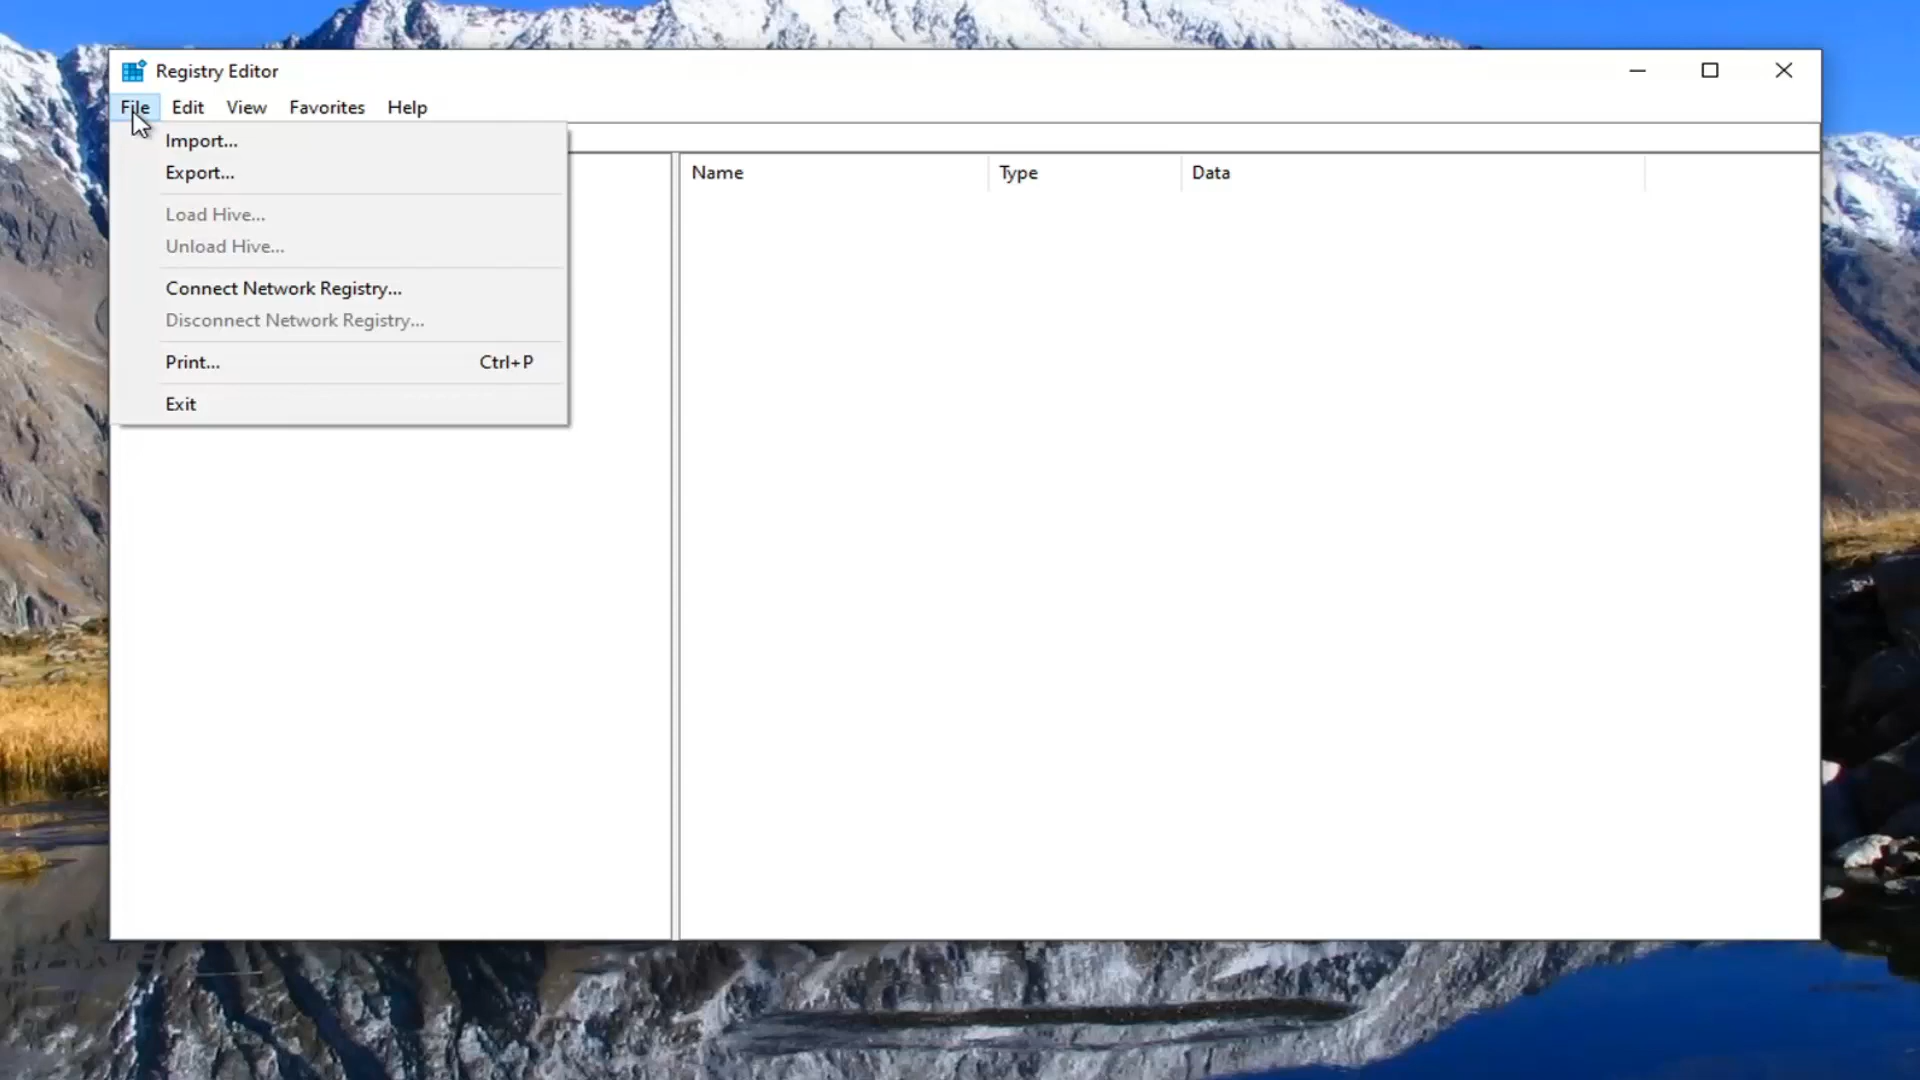 Registry Editor
File Edit View Favorites Help
Import...
Export...
Name Type Data
Load Hive...
Unload Hive...
Connect Network Registry...
Disconnect Network Registry...
Print... Ctrl+P
Exit